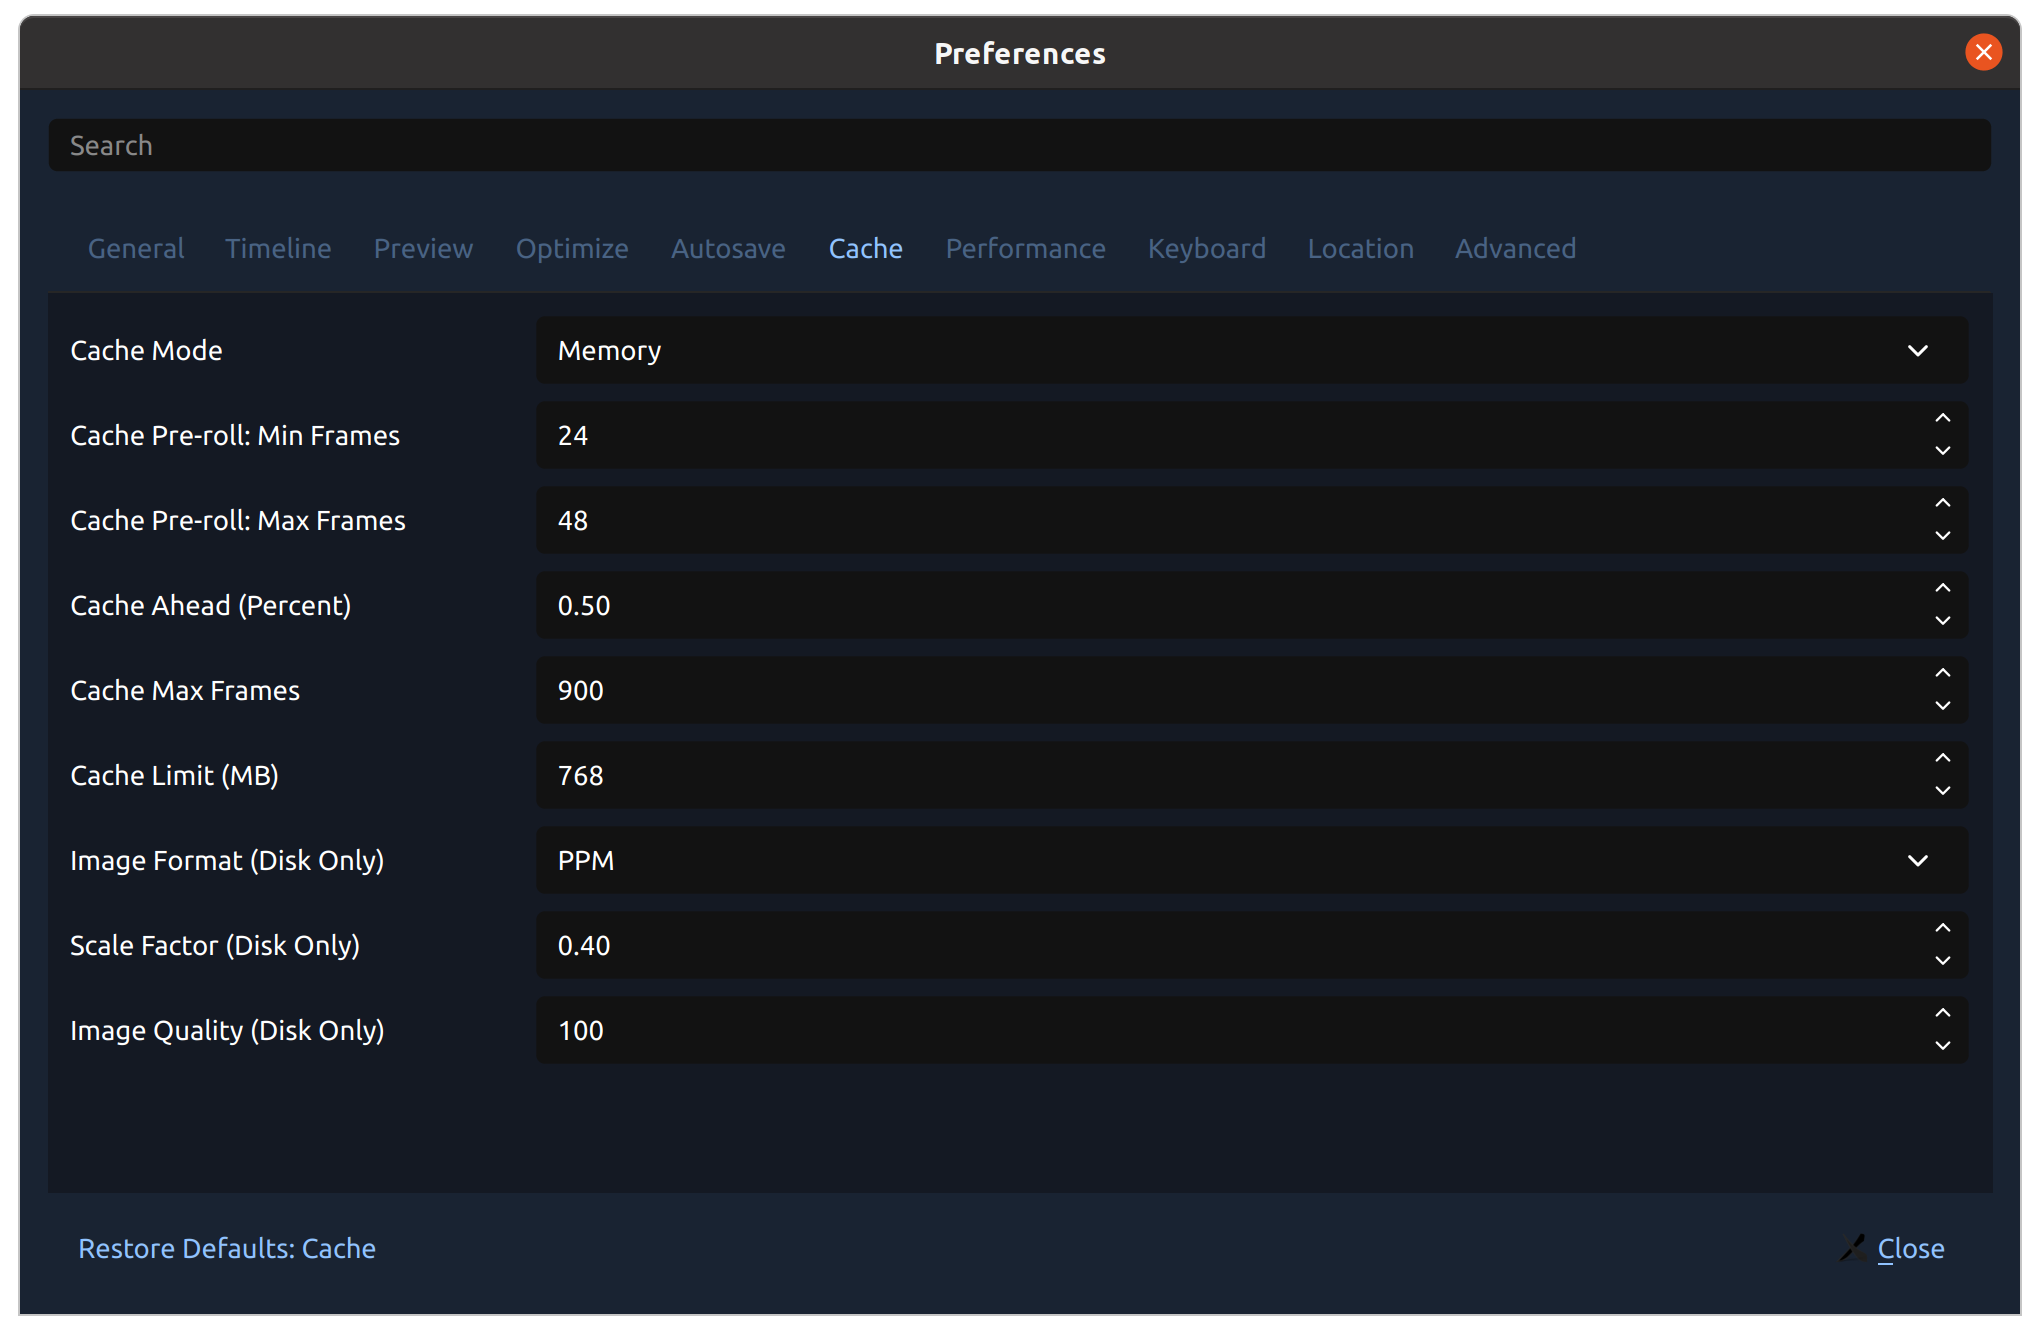 Preferences
Search
General Timeline Preview Optimize Autosave Cache Performance Keyboard Location Advanced
Cache Mode Memory
Cache Pre-roll: Min Frames 24
Cache Pre-roll: Max Frames 48
Cache Ahead (Percent) 0.50
Cache Max Frames 900
Cache Limit (MB) 768
Image Format (Disk Only) PPM
Scale Factor (Disk Only) 0.40
Image Quality (Disk Only) 100
Restore Defaults: Cache Close